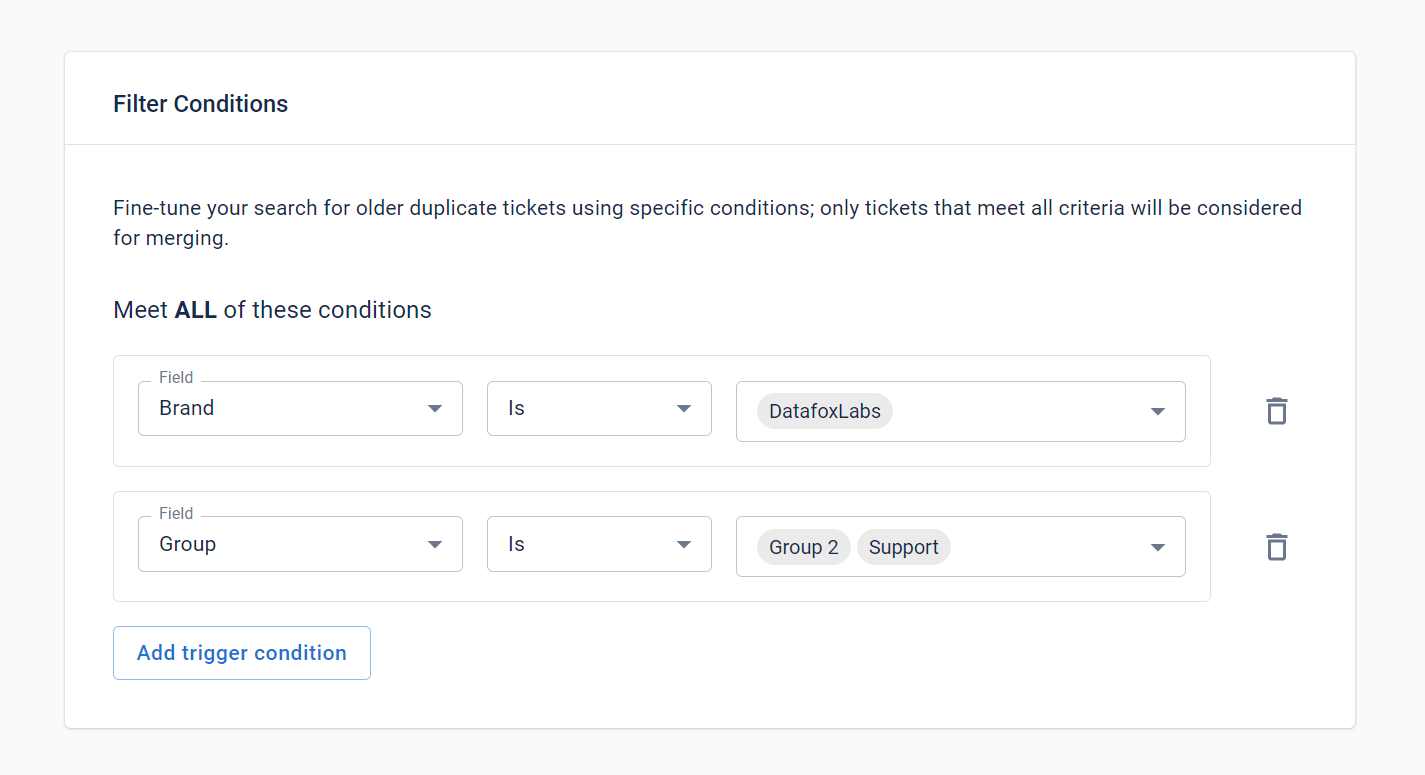 Filter Conditions
Fine-tune your search for older duplicate tickets using specific conditions; only tickets that meet all criteria will be considered
for merging.
Meet ALL of these conditions
Field
Brand Is DatafoxLabs
Field
Group Is Group 2 Support
Add trigger condition